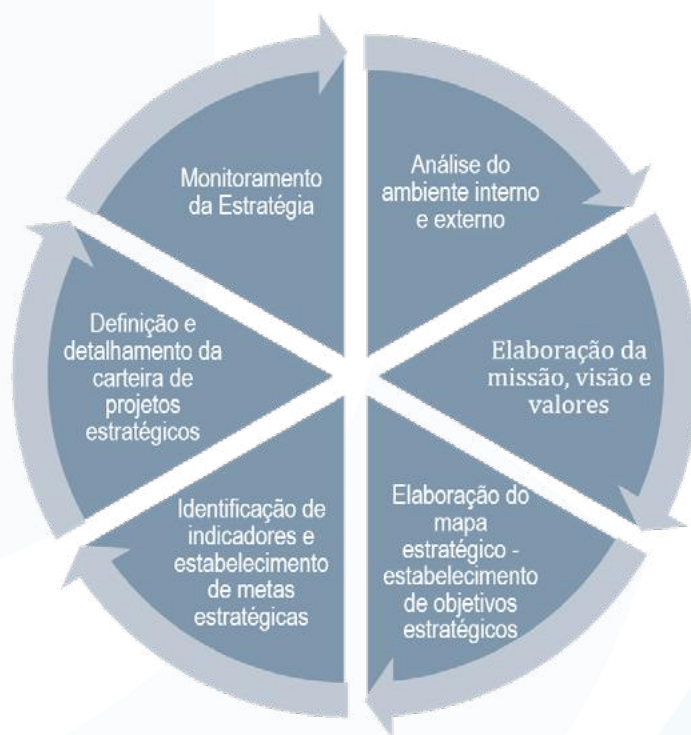 Análise do
ambiente interno
e externo
Elaboração da
missão, visão e
valores
Elaboração do
mapa
estratégico -
estabelecimento
de objetivos
estratégicos
Identificação de
indicadores e
estabelecimento
de metas
estratégicas
Definição e
detalhamento da
carteira de
projetos
estratégicos
Monitoramento
da Estratégia